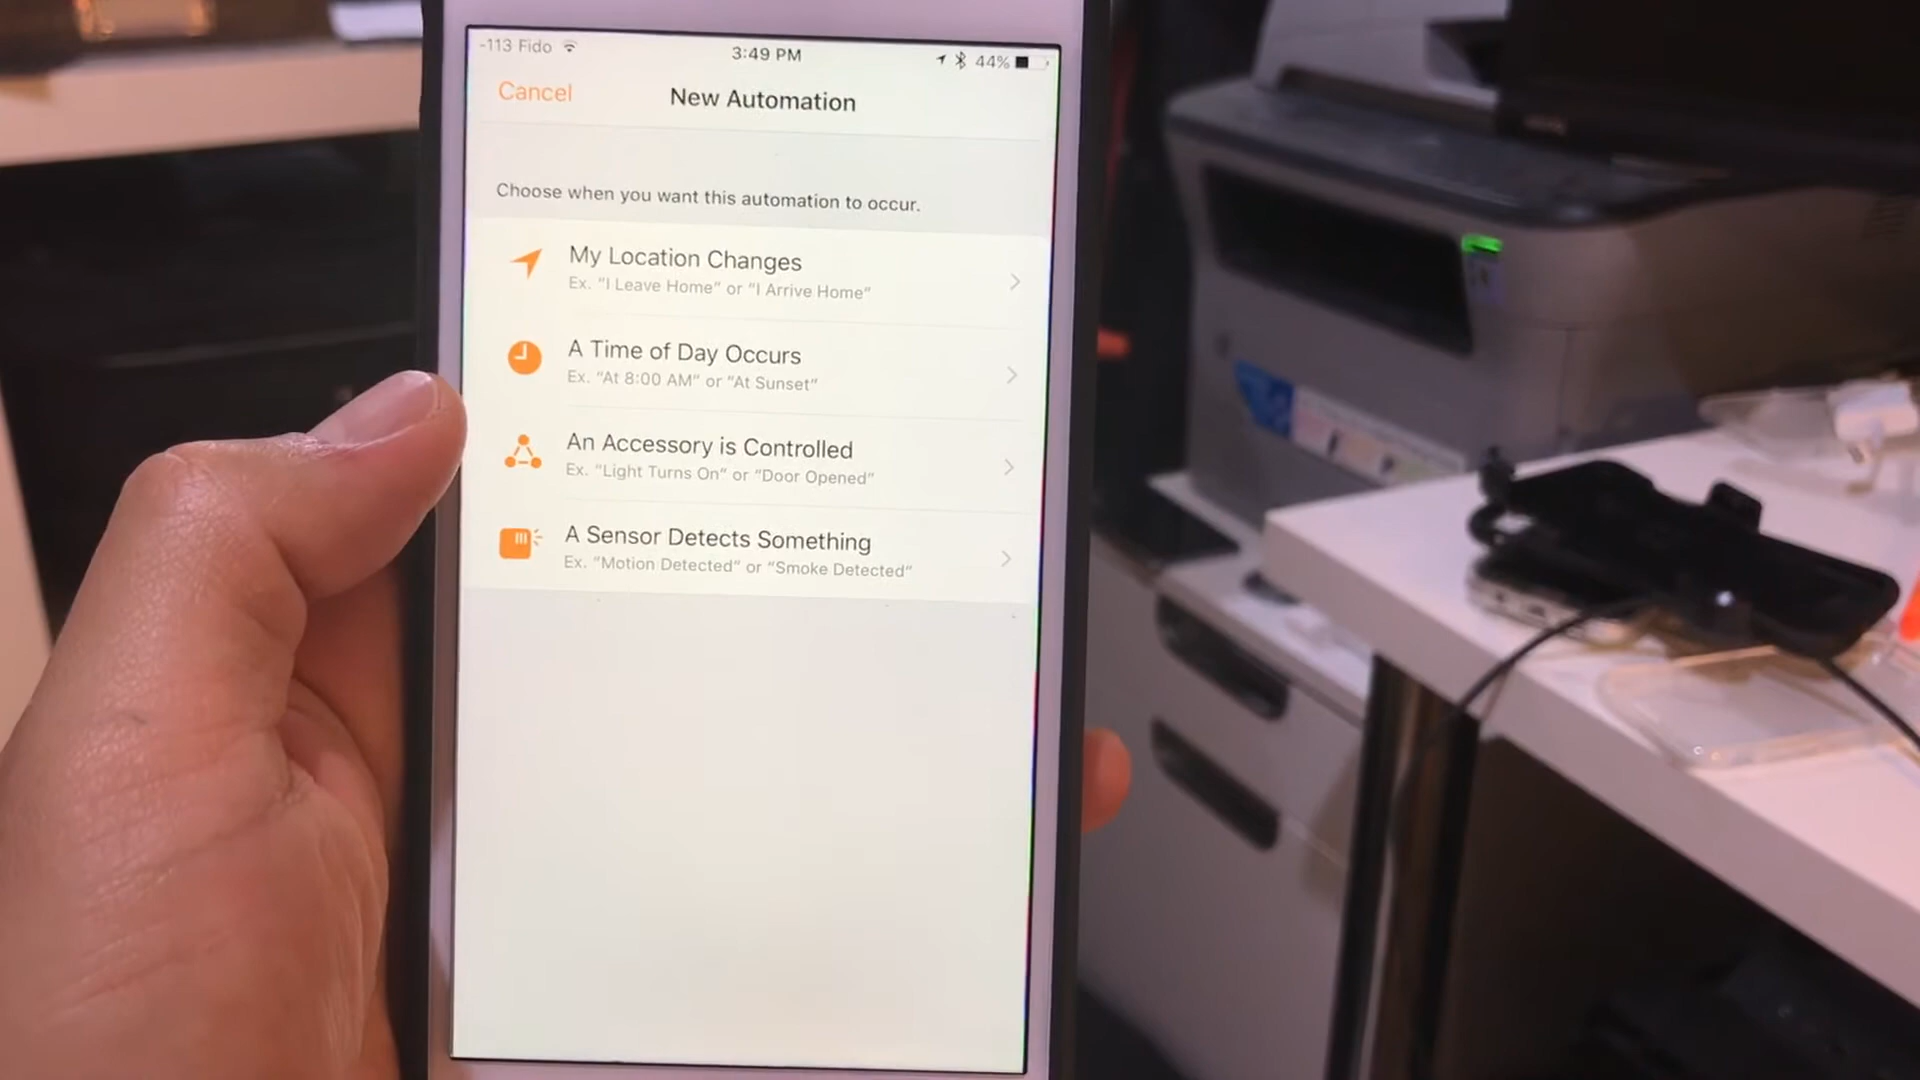 -113 Fido
3:49 PM
44%
Cancel
New Automation
Choose when you want this automation to occur.
My Location Changes
Ex. "I Leave Home" or "I Arrive Home"
A Time of Day Occurs
Ex. "At 8:00 AM" or "At Sunset"
An Accessory is Controlled
Ex. "Light Turns On" or "Door Opened"
A Sensor Detects Something
Ex. "Motion Detected" or "Smoke Detected"